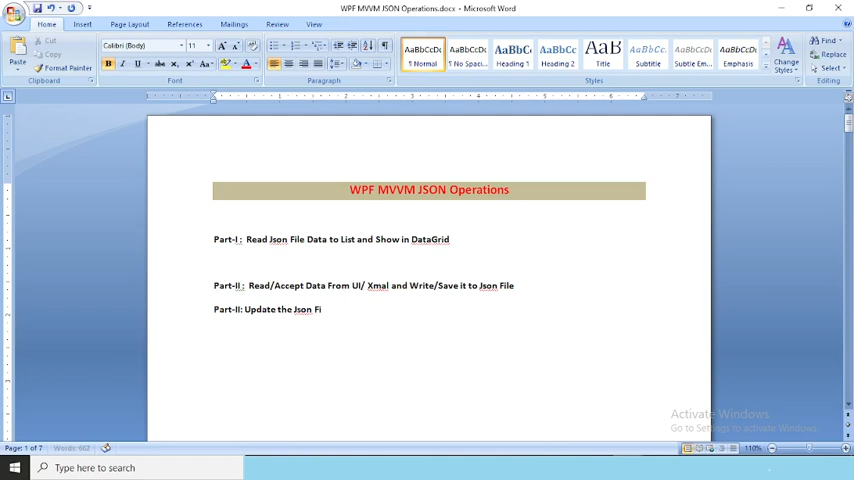 WPF MVVM JSON Operations.docx - Microsoft Word
Home Insert Page Layout References Mailings Review View
Paste Cut Copy Format Painter
Calibri (Body) 11
AaBbCcDc AaBbCcDc AaBbCc AaBbCc AaB AaBbCc. AaBbCcDc AaBbCcDc
¶ Normal ¶ No Spaci... Heading 1 Heading 2 Title Subtitle Subtle Em... Emphasis
Change Styles
Find Replace Select
Clipboard Font Paragraph Styles Editing
WPF MVVM JSON Operations
Part-I : Read Json File Data to List and Show in DataGrid
Part-II : Read/Accept Data From UI/ Xmal and Write/Save it to Json File
Part-II: Update the Json Fi
Activate Windows
Go to Settings to activate Windows.
Page: 1 of 7 Words: 662 110%
Type here to search